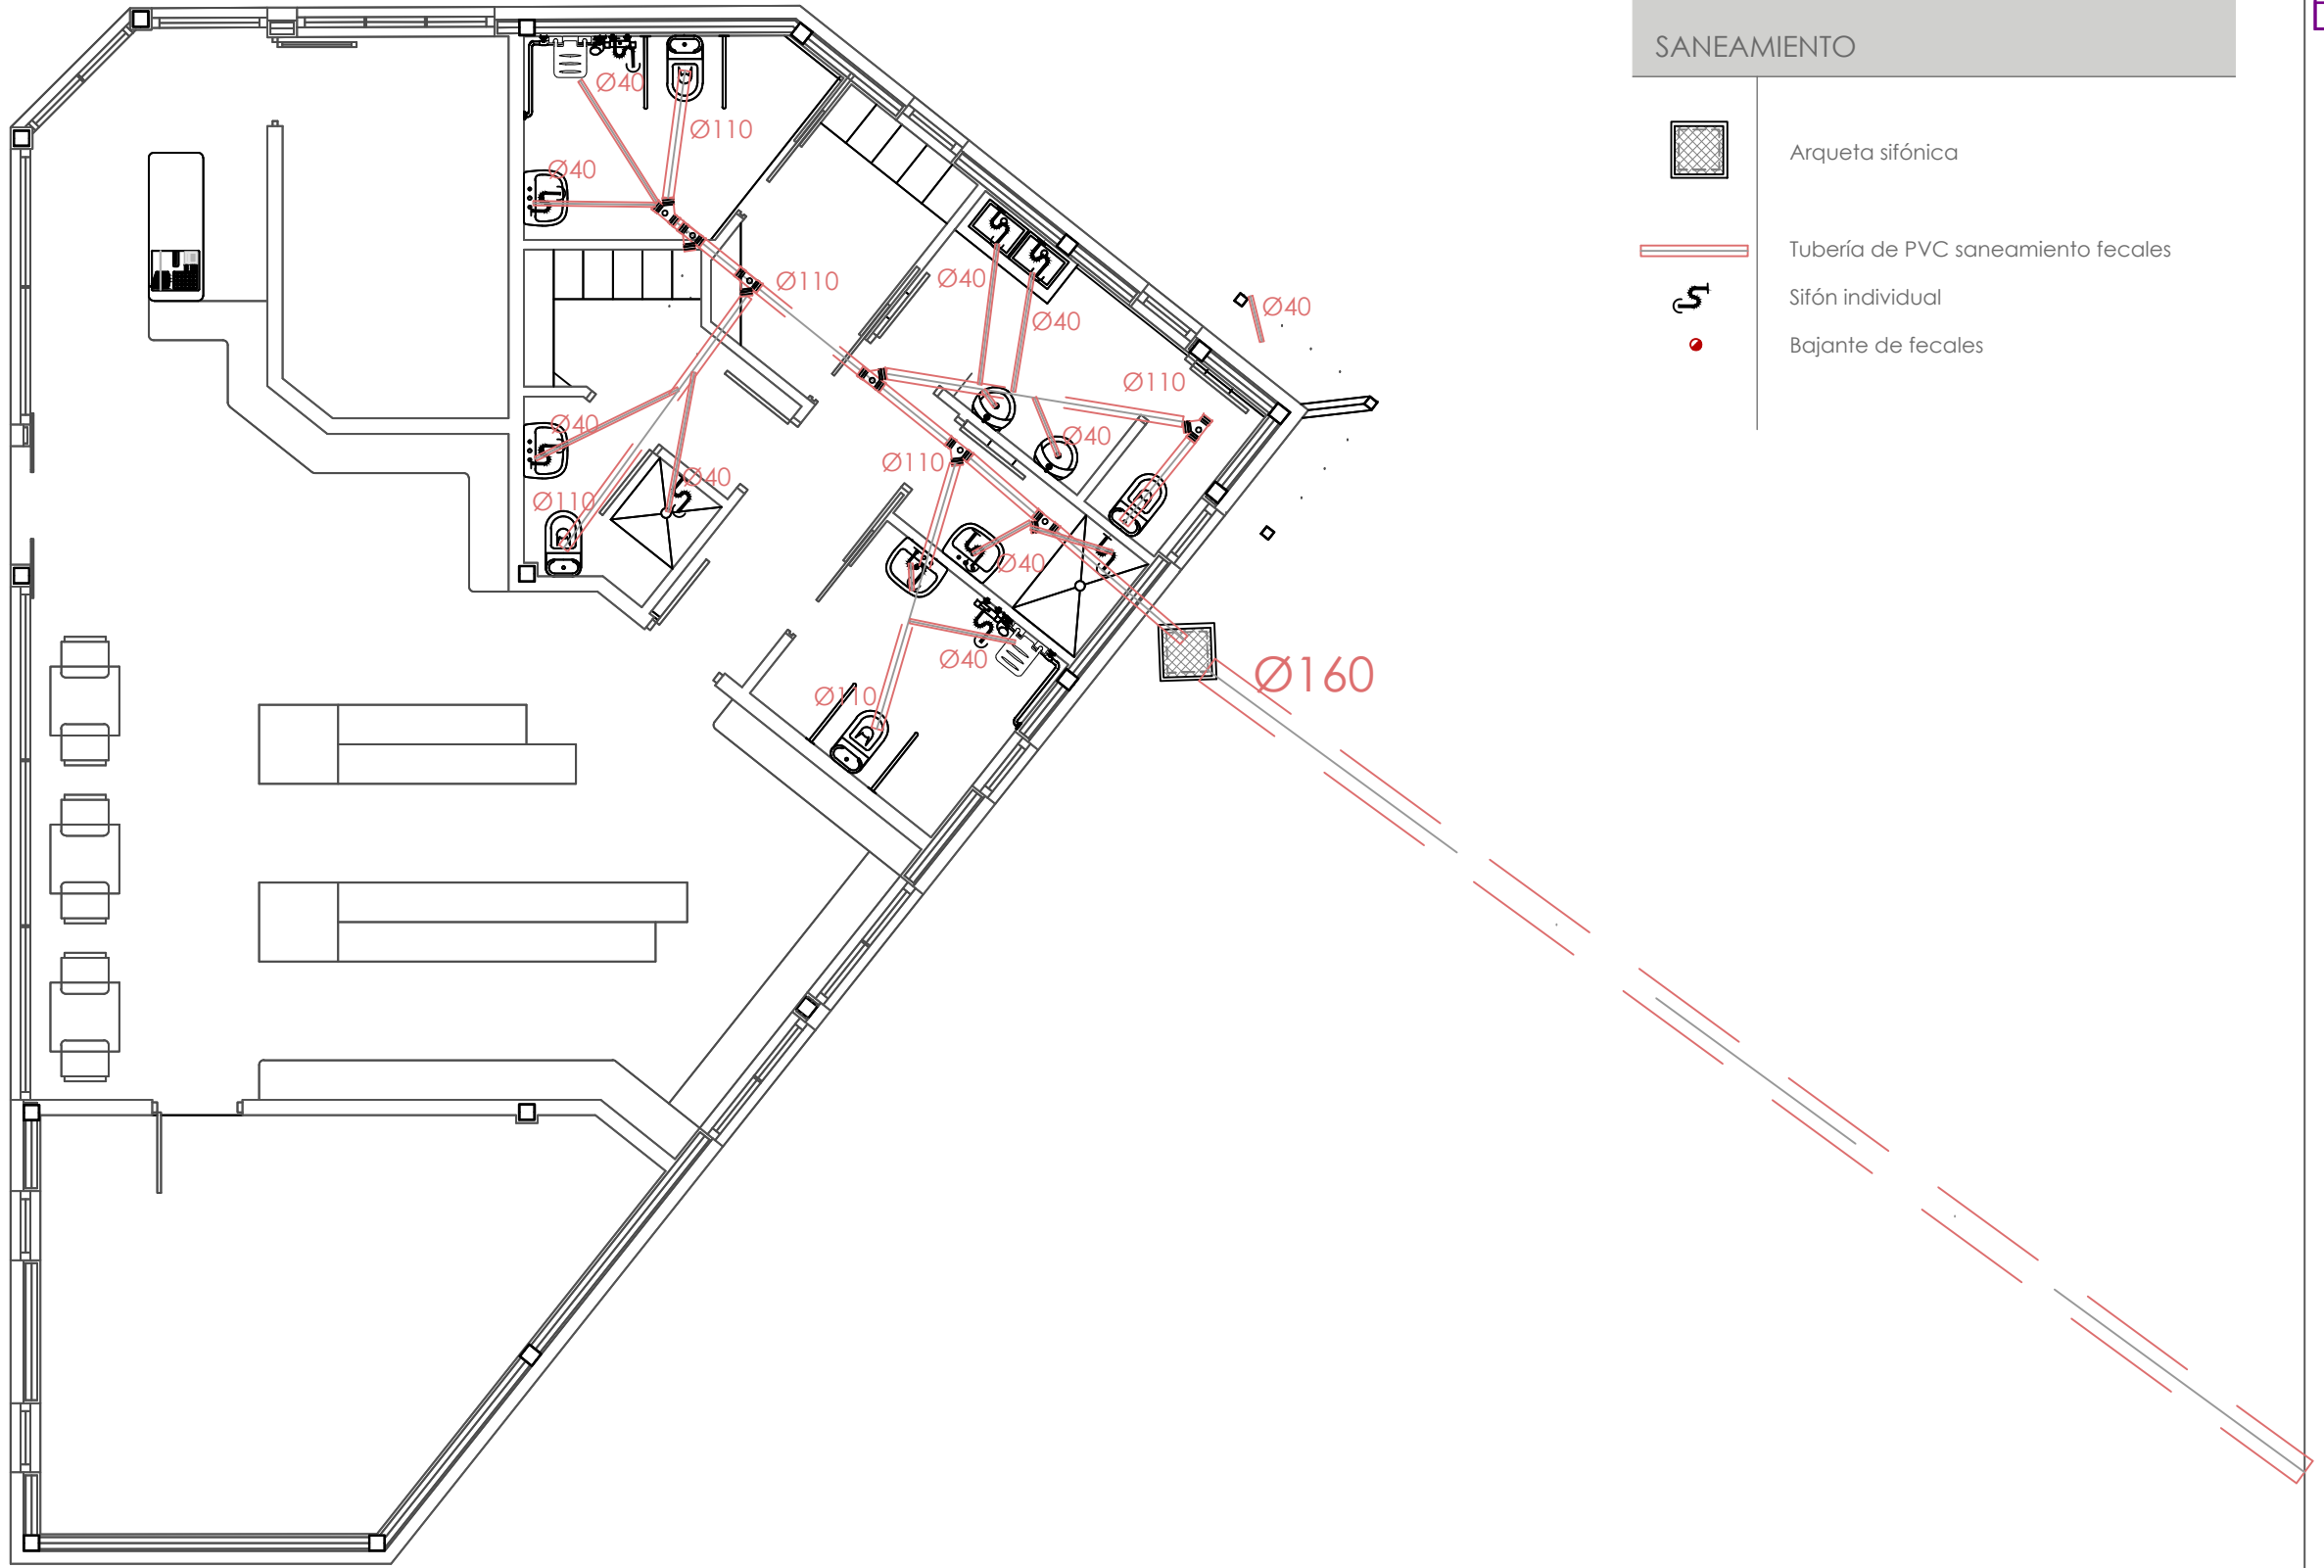 SANEAMIENTO
Arqueta sifónica
Tubería de PVC saneamiento fecales
Sifón individual
Bajante de fecales
Ø40
Ø110
Ø40
Ø110
Ø40
Ø40
Ø40
Ø110
Ø40
Ø40
Ø110
Ø40
Ø110
Ø40
Ø40
Ø110
Ø160